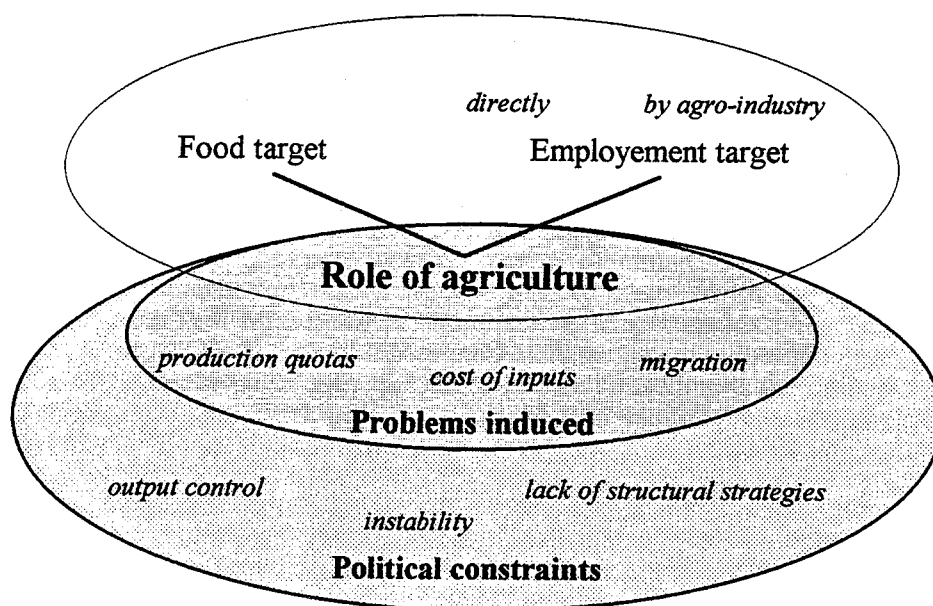 directly by agro-industry
Food target Employement target
Role of agriculture
production quotas cost of inputs migration
Problems induced
output control instability lack of structural strategies
Political constraints